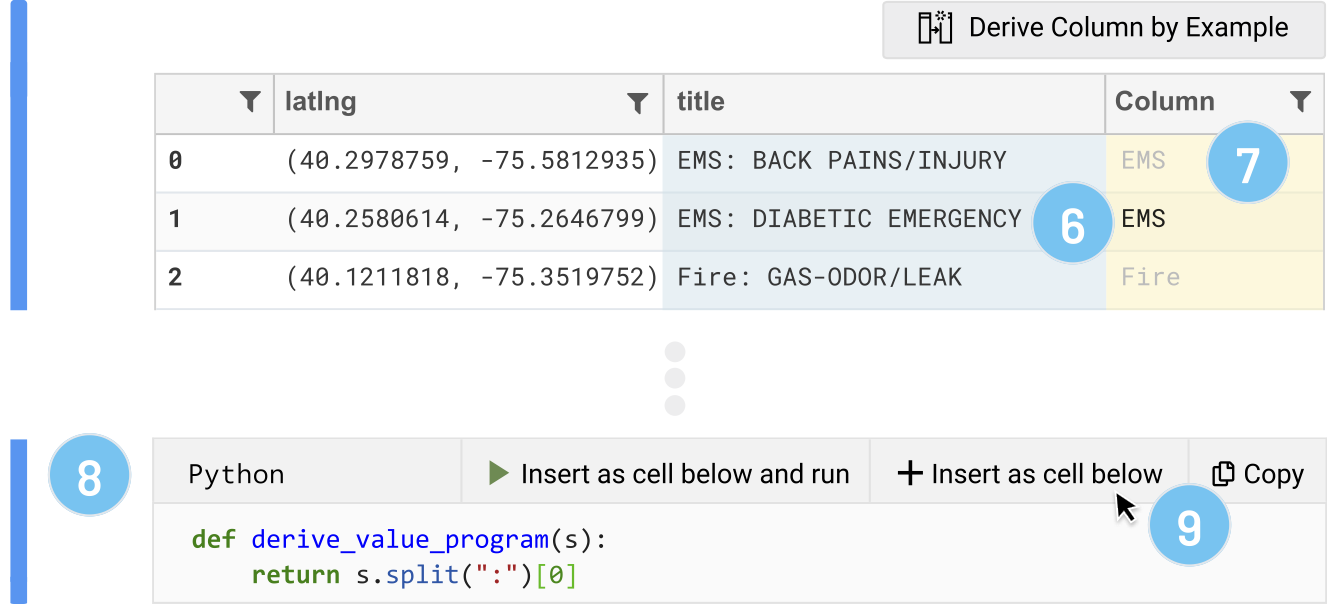 Derive Column by Example
latlng title Column
0 (40.2978759, -75.5812935) EMS: BACK PAINS/INJURY EMS 7
1 (40.2580614, -75.2646799) EMS: DIABETIC EMERGENCY 6 EMS
2 (40.1211818, -75.3519752) Fire: GAS-ODOR/LEAK Fire
8 Python Insert as cell below and run + Insert as cell below Copy
9
def derive_value_program(s):
return s.split(":")[0]